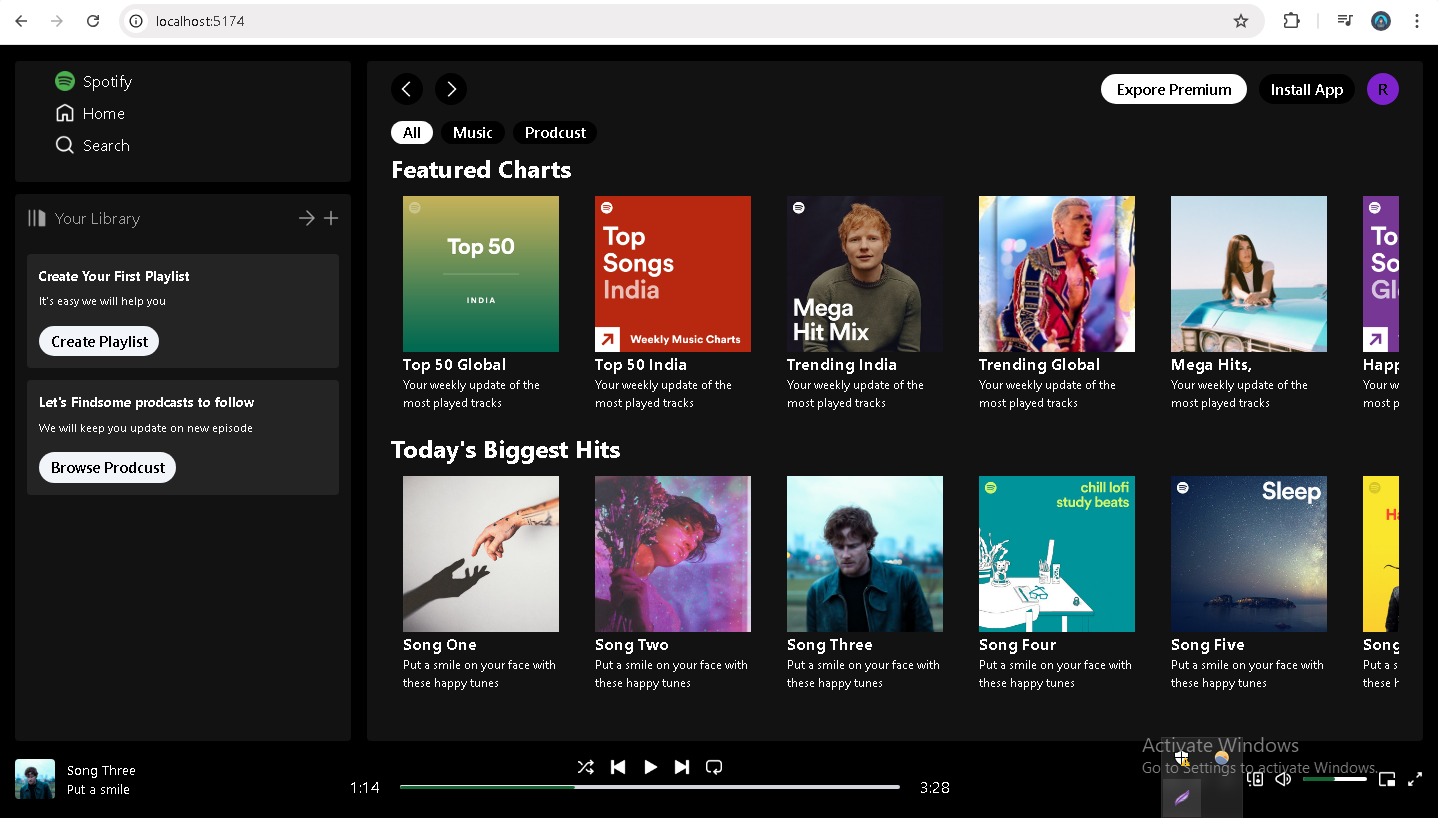 localhost:5174
Spotify
Home
Search
Your Library
Create Your First Playlist
It's easy we will help you
Create Playlist
Let's Findsome prodcasts to follow
We will keep you update on new episode
Browse Prodcust
Expore Premium
Install App
R
All
Music
Prodcust
Featured Charts
Top 50
INDIA
Top
Songs
India
Weekly Music Charts
Mega
Hit Mix
To
So
Gl
Top 50 Global
Top 50 India
Trending India
Trending Global
Mega Hits,
Happ
Your weekly update of the
most played tracks
Your weekly update of the
most played tracks
Your weekly update of the
most played tracks
Your weekly update of the
most played tracks
Your weekly update of the
most played tracks
Your w
most p
Today's Biggest Hits
chill lofi
study beats
Sleep
Ha
Song One
Song Two
Song Three
Song Four
Song Five
Song
Put a smile on your face with
these happy tunes
Put a smile on your face with
these happy tunes
Put a smile on your face with
these happy tunes
Put a smile on your face with
these happy tunes
Put a smile on your face with
these happy tunes
Put a s
these h
Song Three
Put a smile
1:14
3:28
Activate Windows
Go to Settings to activate Windows.